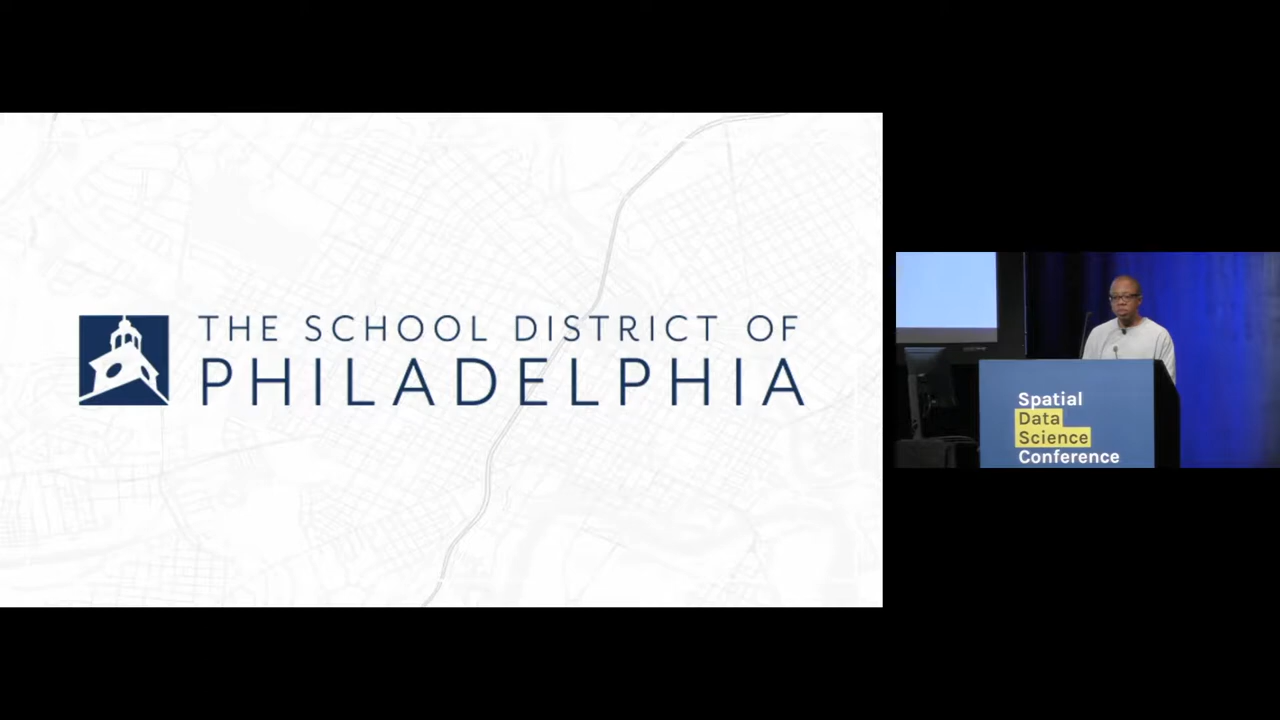 THE SCHOOL DISTRICT OF
PHILADELPHIA
Spatial
Data
Science
Conference